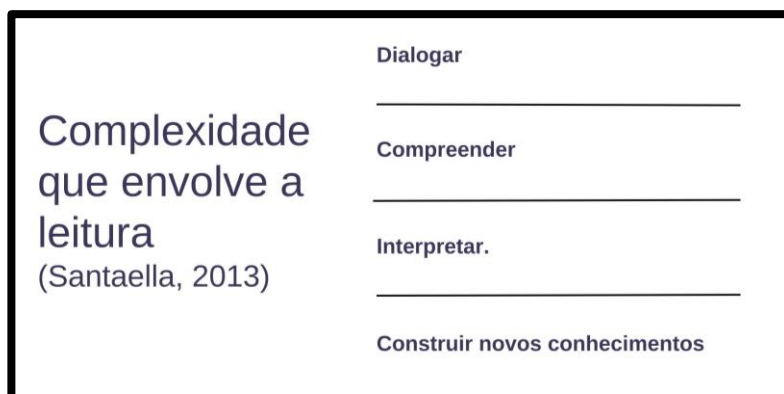 Complexidade
que envolve a
leitura
(Santaella, 2013)
Dialogar
Compreender
Interpretar.
Construir novos conhecimentos